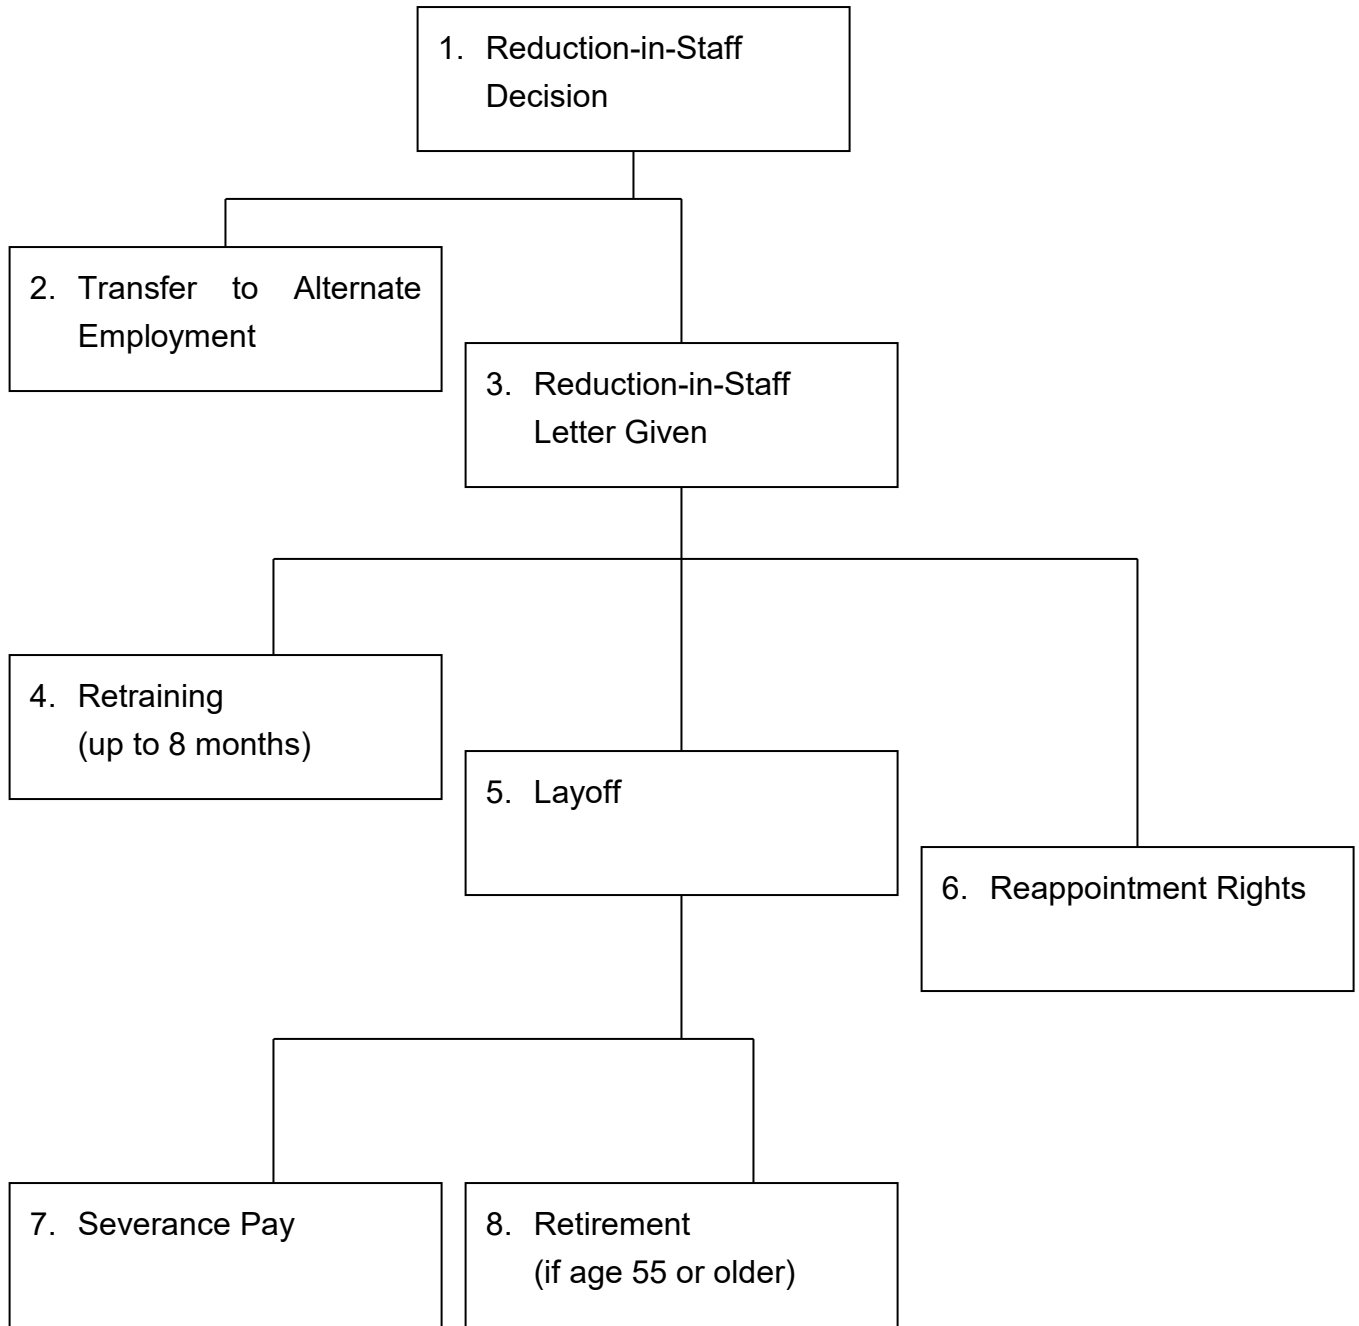 1. Reduction-in-Staff
Decision
2. Transfer to Alternate
Employment
3. Reduction-in-Staff
Letter Given
4. Retraining
(up to 8 months)
5. Layoff
6. Reappointment Rights
7. Severance Pay
8. Retirement
(if age 55 or older)